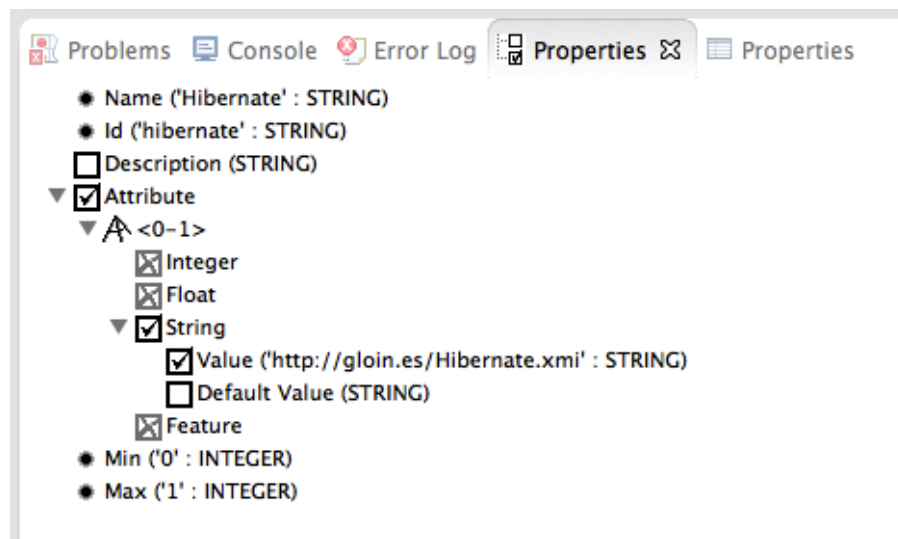 Problems Console Error Log Properties Properties
Name ('Hibernate' : STRING)
Id ('hibernate' : STRING)
Description (STRING)
Attribute
<0-1>
Integer
Float
String
Value ('http://gloin.es/Hibernate.xmi' : STRING)
Default Value (STRING)
Feature
Min ('0' : INTEGER)
Max ('1' : INTEGER)